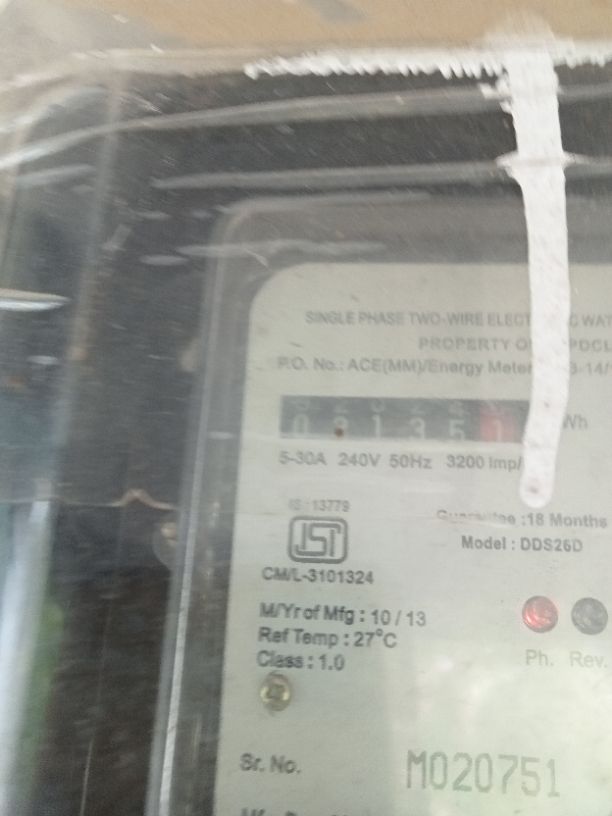 SINGLE PHASE TWO-WIRE
PROPERTY
P.O. No.: ACE(MM)/Energy Meter
5-30A 240V 50Hz 3200 Imp/
IS : 13779
Guarantee :18 Months
Model : DDS26D
CM/L-3101324
M/Yr of Mfg : 10 / 13
Ref Temp : 27°C
Class : 1.0
Ph. Rev.
Sr. No. M020751